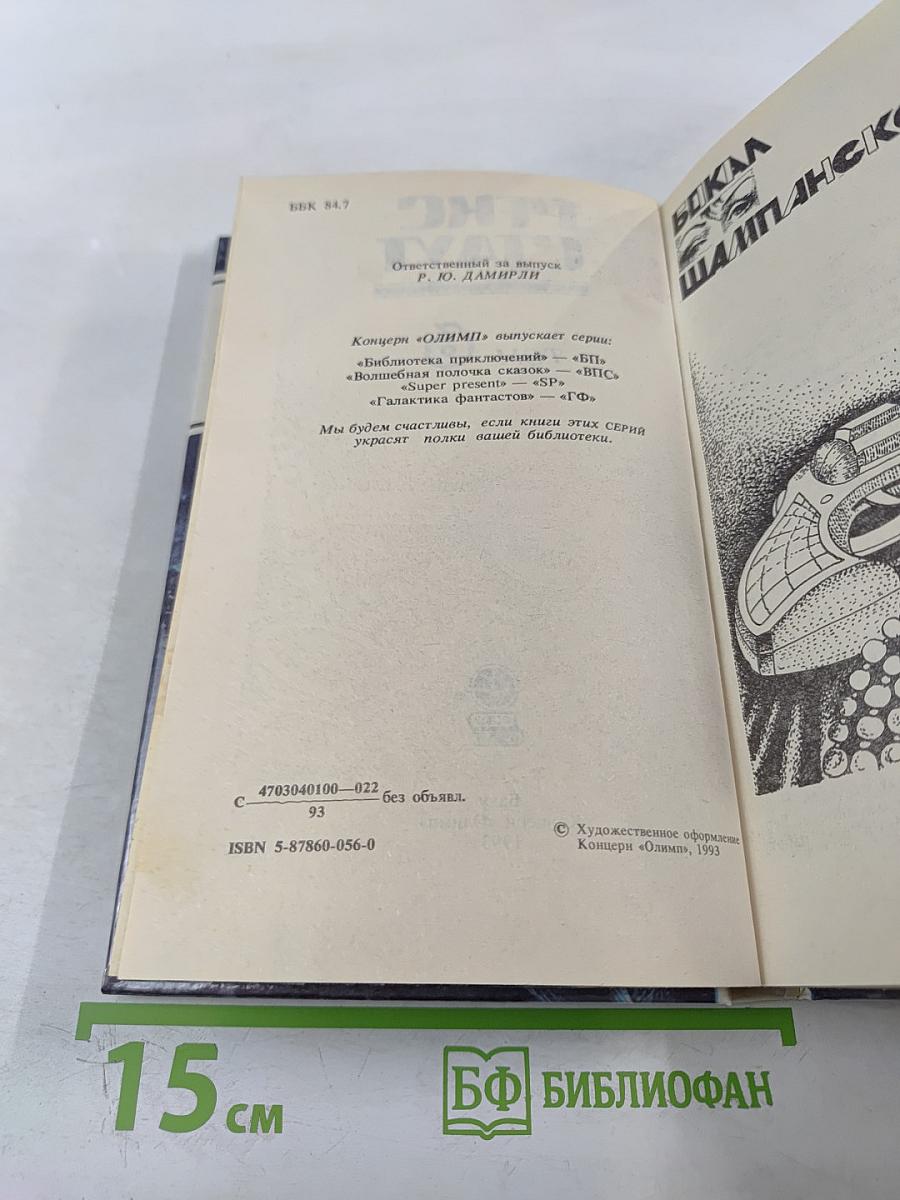 ББК 84.7
Ответственный за выпуск
Р. Ю. ДАМИРЛИ
Концерн «ОЛИМП» выпускает серии:
«Библиотека приключений» — «БП»
«Волшебная полочка сказок» — «ВПС»
«Super present» — «SP»
«Галактика фантастов» — «ГФ»
Мы будем счастливы, если книги этих СЕРИЙ
украсят полки вашей библиотеки.
4703040100—022
С
без объявл.
93
ISBN 5-87860-056-0
© Художественное оформление
Концерн «Олимп», 1993
БОКАЛ
ШАМПАНСКО
15 см
БФ БИБЛИОФАН